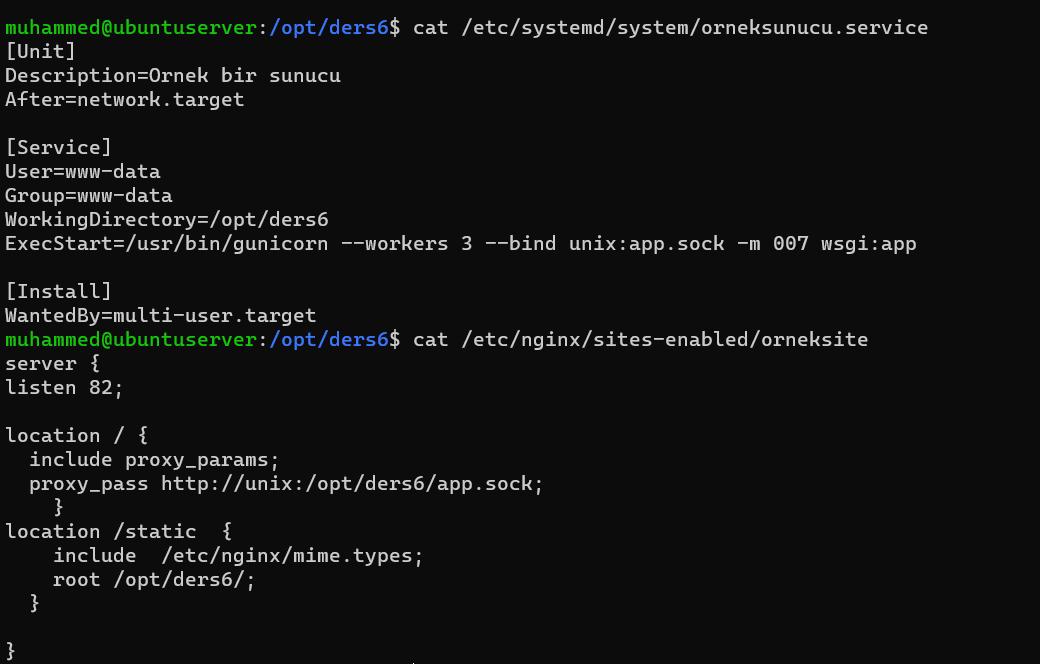 muhammed@ubuntuserver:/opt/ders6$ cat /etc/systemd/system/orneksunucu.service
[Unit]
Description=Ornek bir sunucu
After=network.target

[Service]
User=www-data
Group=www-data
WorkingDirectory=/opt/ders6
ExecStart=/usr/bin/gunicorn --workers 3 --bind unix:app.sock -m 007 wsgi:app

[Install]
WantedBy=multi-user.target
muhammed@ubuntuserver:/opt/ders6$ cat /etc/nginx/sites-enabled/orneksite
server {
listen 82;

location / {
  include proxy_params;
  proxy_pass http://unix:/opt/ders6/app.sock;
    }
location /static  {
    include  /etc/nginx/mime.types;
    root /opt/ders6/;
  }

}